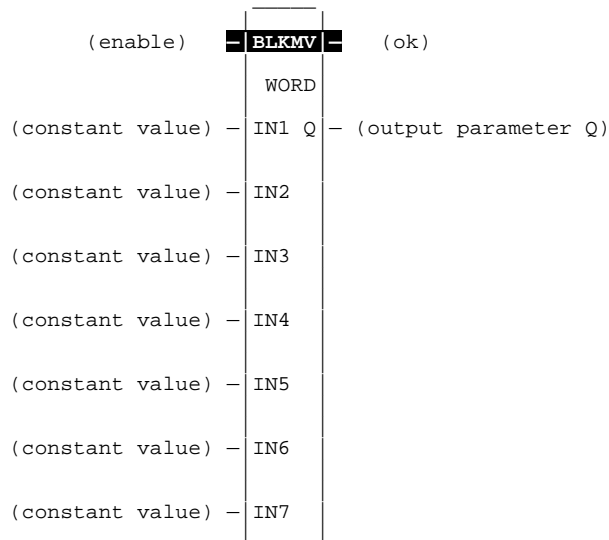 (enable) BLKMV (ok)
WORD
(constant value) IN1 Q (output parameter Q)
(constant value) IN2
(constant value) IN3
(constant value) IN4
(constant value) IN5
(constant value) IN6
(constant value) IN7